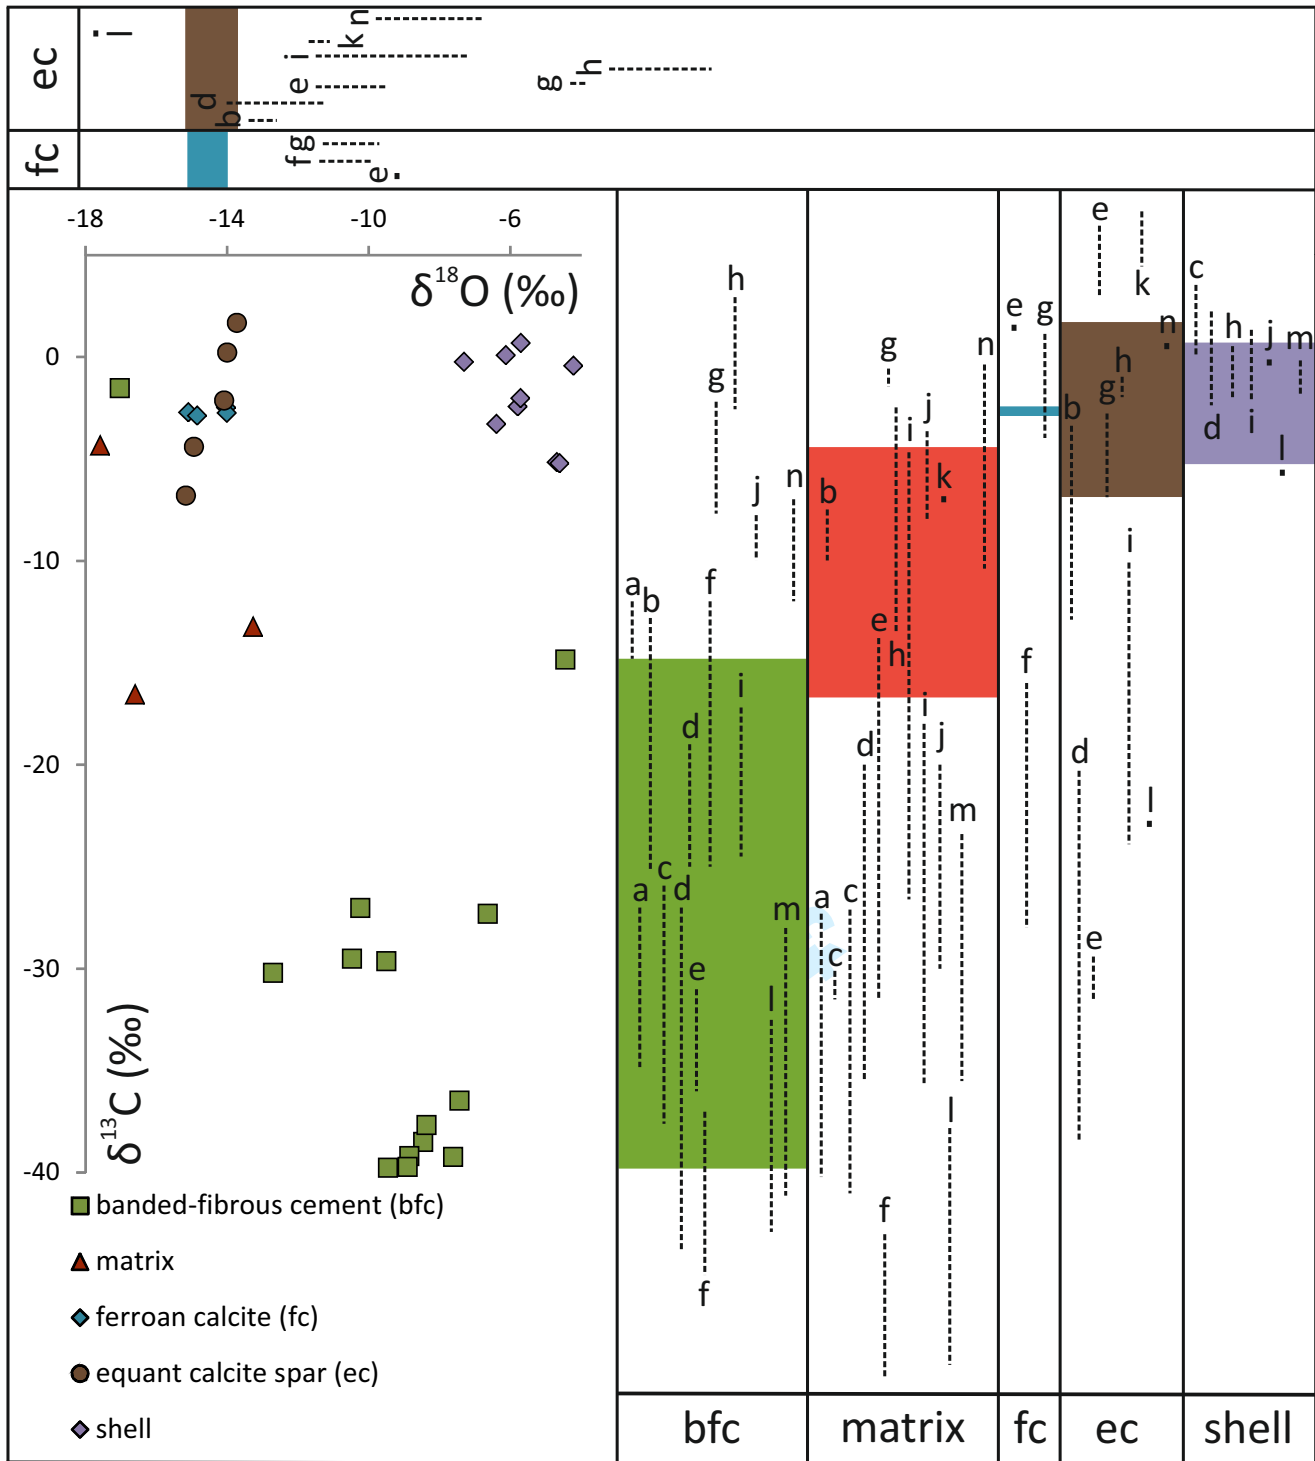 ec
j
n
k
i
h
g
e
d
b
fc
g
f
e
-18 -14 -10 -6
δ18O (‰)
0
-10
-20
-30
-40
δ13C (‰)
h
g
j
n
a
b
f
i
d
c
a
d
m
e
l
f
g
n
j
i
k
b
e
h
i
d
j
m
a
c
c
l
f
e
g
f
e
k
n
h
g
b
i
d
l
e
c
h
j
m
d
i
l
banded-fibrous cement (bfc)
matrix
ferroan calcite (fc)
equant calcite spar (ec)
shell
bfc matrix fc ec shell